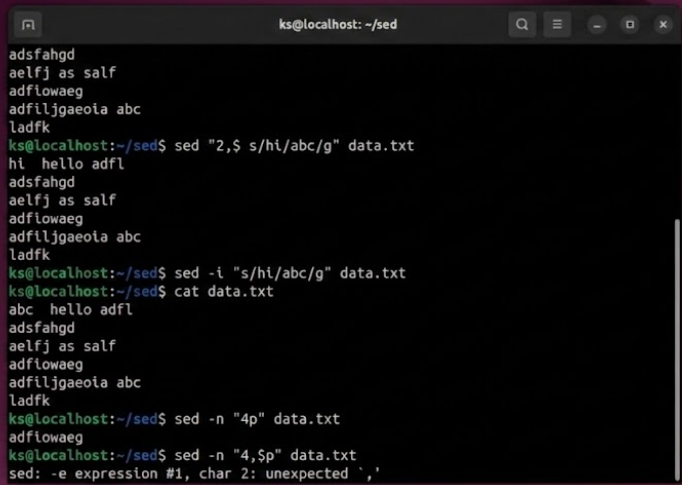 ks@localhost: ~/sed
adsfahgd
aelfj as salf
adfiowaeg
adfiljgaeoia abc
ladfk
ks@localhost:~/sed$ sed "2,$ s/hi/abc/g" data.txt
hi  hello adfl
adsfahgd
aelfj as salf
adfiowaeg
adfiljgaeoia abc
ladfk
ks@localhost:~/sed$ sed -i "s/hi/abc/g" data.txt
ks@localhost:~/sed$ cat data.txt
abc  hello adfl
adsfahgd
aelfj as salf
adfiowaeg
adfiljgaeoia abc
ladfk
ks@localhost:~/sed$ sed -n "4p" data.txt
adfiowaeg
ks@localhost:~/sed$ sed -n "4,$p" data.txt
sed: -e expression #1, char 2: unexpected `,'